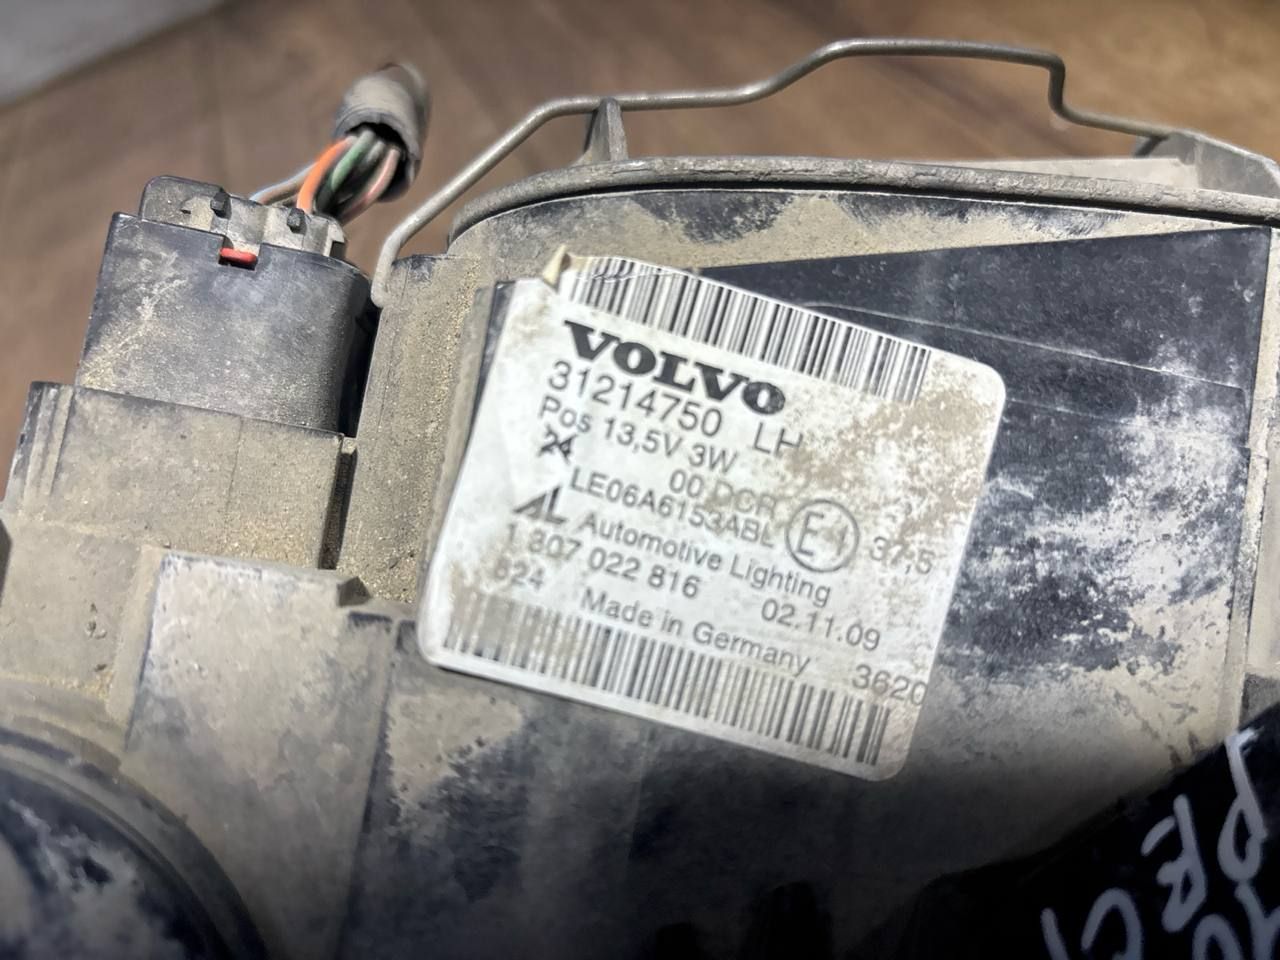 VOLVO
31214750 LH
Pos 13,5V 3W
24
00 DCR
LE06A6153ABL E1 37,5
AL Automotive Lighting
1 807 022 816 02.11.09
824 Made in Germany 3620